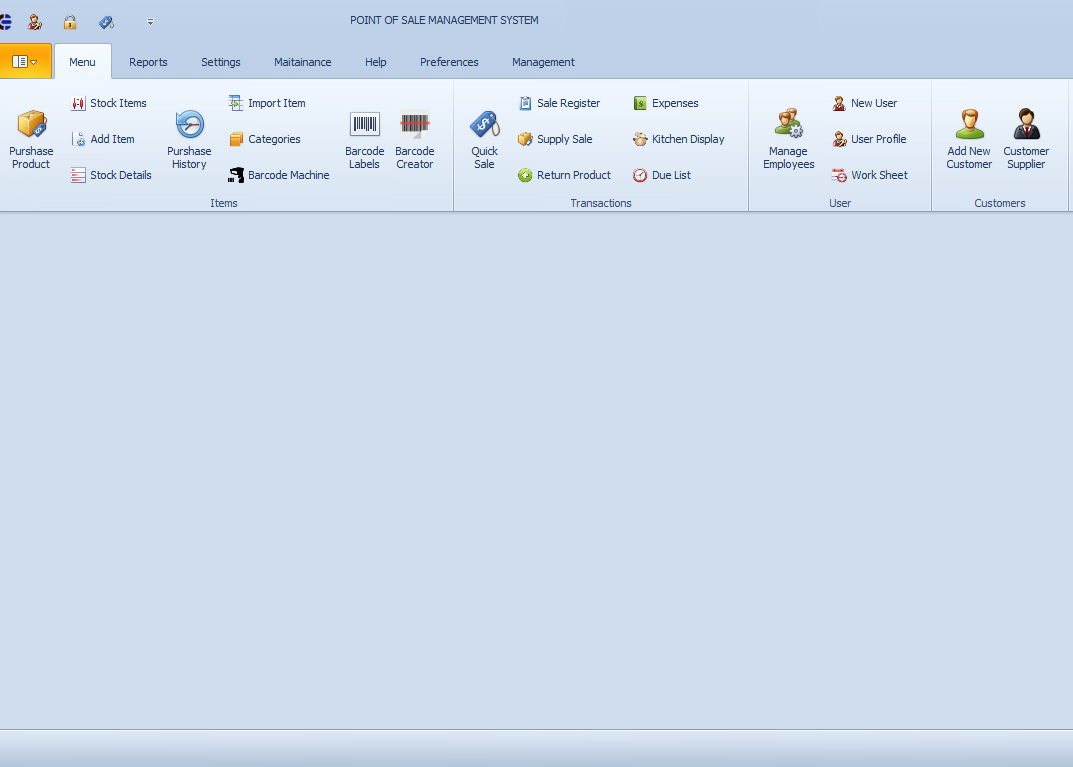 POINT OF SALE MANAGEMENT SYSTEM
Menu
Reports
Settings
Maitainance
Help
Preferences
Management
Purshase
Product
Stock Items
Add Item
Stock Details
Purshase
History
Import Item
Categories
Barcode Machine
Barcode
Labels
Barcode
Creator
Items
Quick
Sale
Sale Register
Supply Sale
Return Product
Expenses
Kitchen Display
Due List
Transactions
Manage
Employees
New User
User Profile
Work Sheet
User
Add New
Customer
Customer
Supplier
Customers